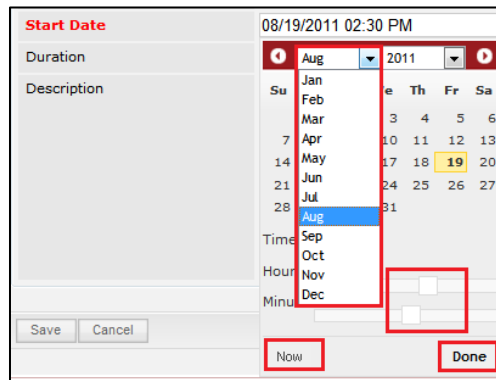 Start Date
08/19/2011 02:30 PM
Duration
Aug 2011
Description
Su e Th Fr Sa
Jan
Feb
Mar 3 4 5 6
7 Apr 10 11 12 13
14 May 17 18 19 20
Jun
21 Jul 24 25 26 27
28 Aug 31
Time Sep
Oct
Hour Nov
Minu Dec
Save Cancel
Now Done